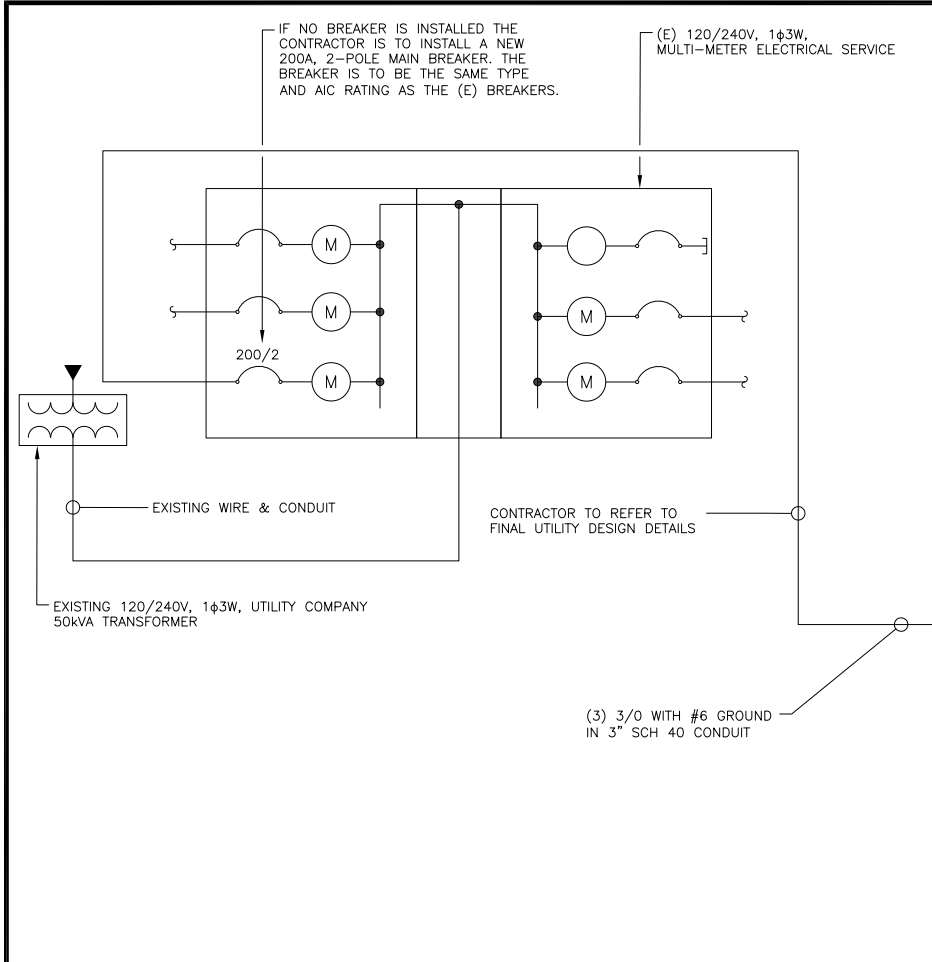 IF NO BREAKER IS INSTALLED THE
CONTRACTOR IS TO INSTALL A NEW
200A, 2-POLE MAIN BREAKER. THE
BREAKER IS TO BE THE SAME TYPE
AND AIC RATING AS THE (E) BREAKERS.
(E) 120/240V, 1ϕ3W,
MULTI-METER ELECTRICAL SERVICE
M
M
M
200/2
M
M
EXISTING WIRE & CONDUIT
CONTRACTOR TO REFER TO
FINAL UTILITY DESIGN DETAILS
EXISTING 120/240V, 1ϕ3W, UTILITY COMPANY
50kVA TRANSFORMER
(3) 3/0 WITH #6 GROUND
IN 3" SCH 40 CONDUIT